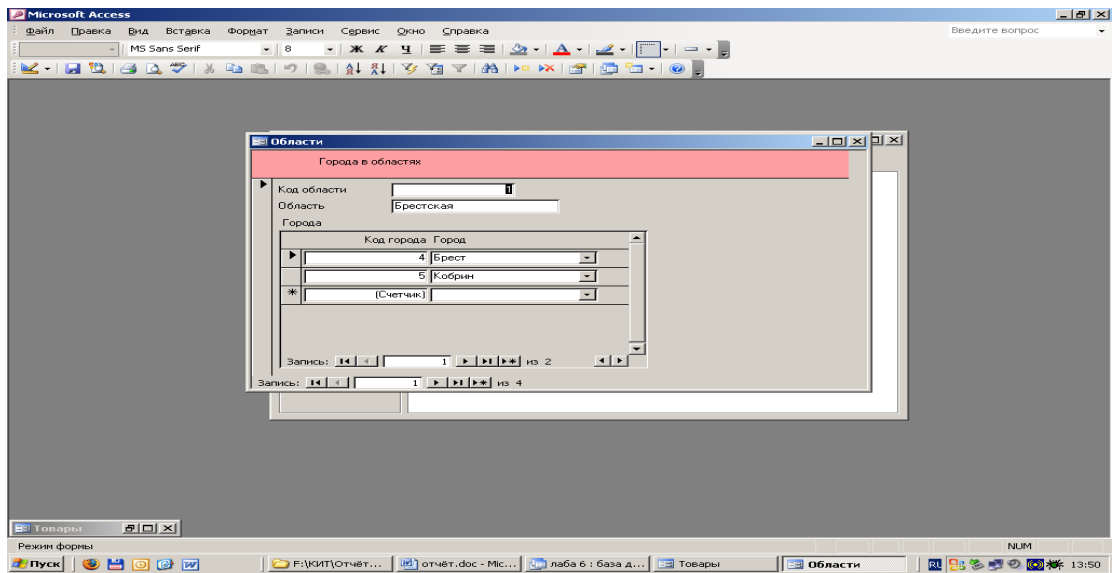 Microsoft Access
Файл Правка Вид Вставка Формат Записи Сервис Окно Справка Введите вопрос
MS Sans Serif 8 Ж К Ч
Области
Города в областях
Код области 1
Область Брестская
Города
Код города Город
4 Брест
5 Кобрин
(Счетчик)
Запись: 1 из 2
Запись: 1 из 4
Товары
Режим формы NUM
Пуск F:\КИТ\Отчёт... отчёт.doc - Mic... лаба 6 : база д... Товары Области RL 13:50